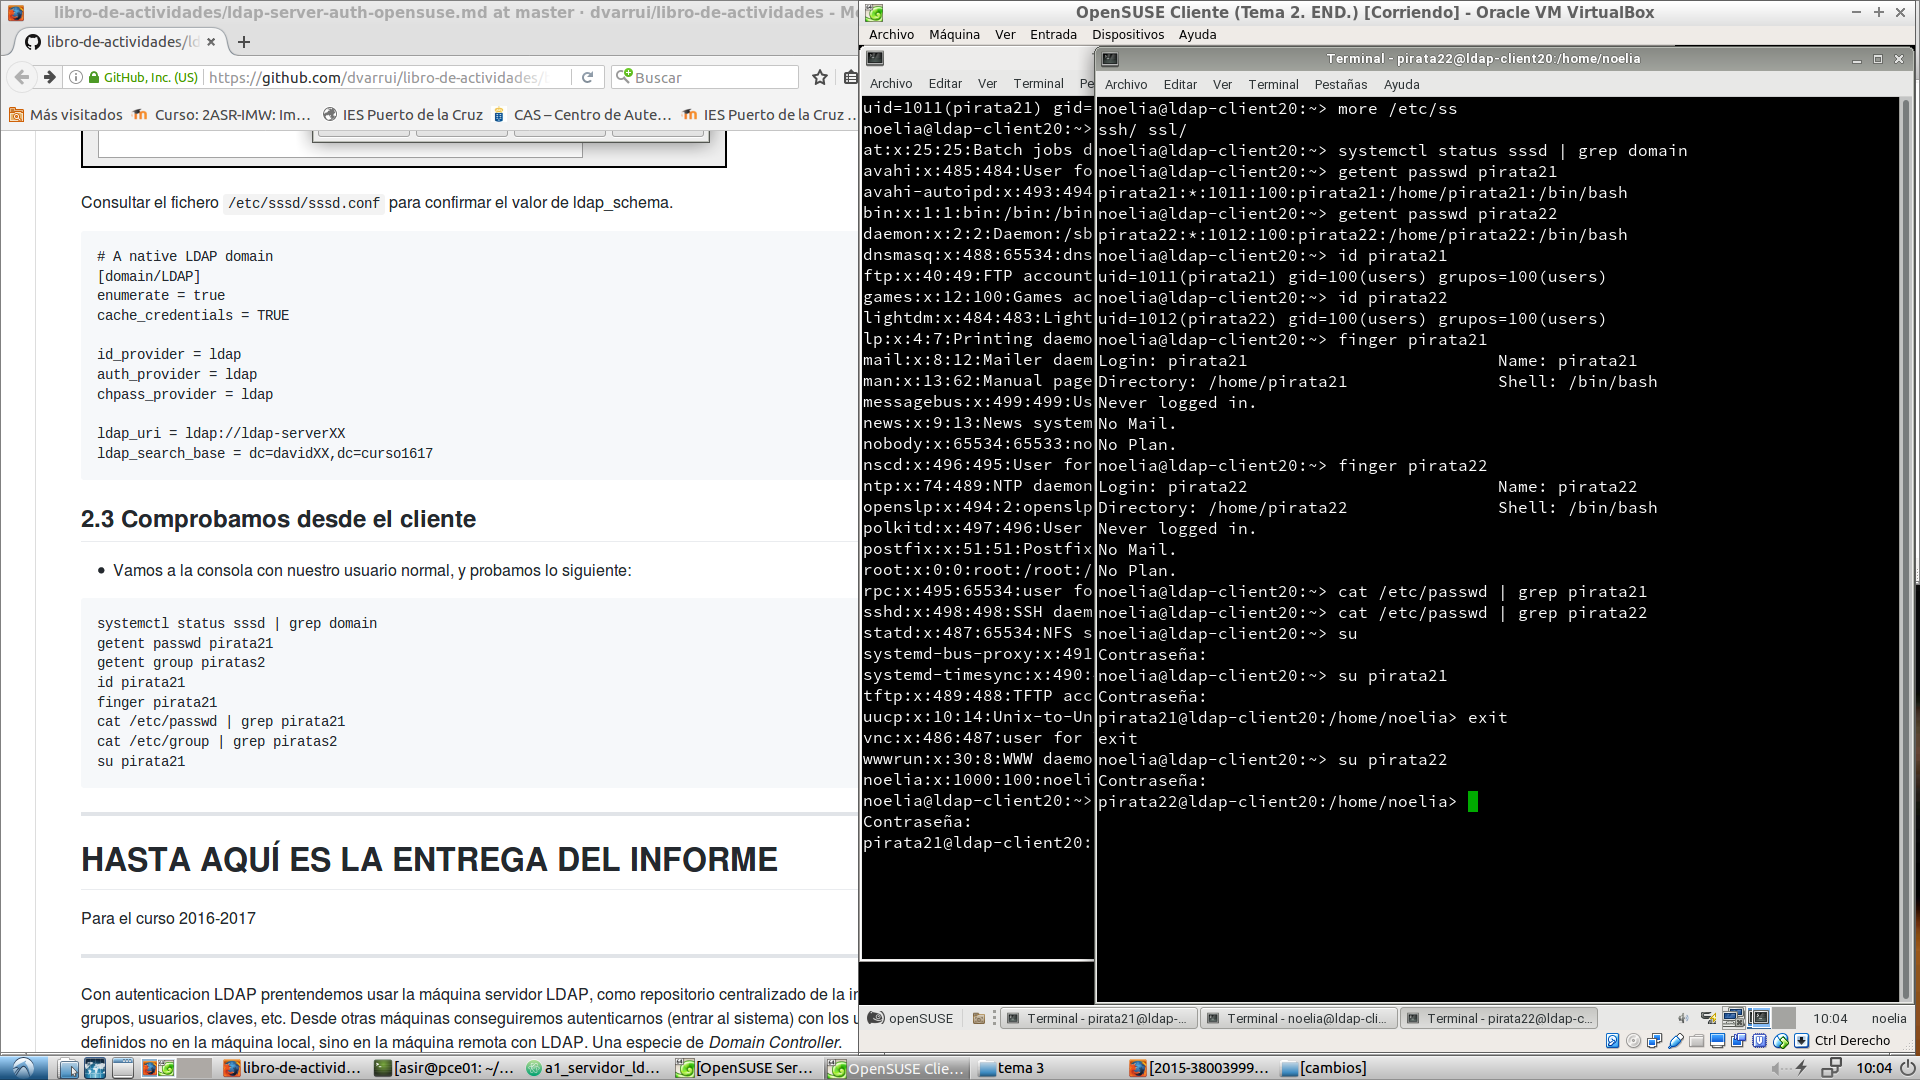 libro-de-actividades/ldap-server-auth-opensuse.md at master · dvarrui/libro-de-actividades - Mo
libro-de-actividades/ld
GitHub, Inc. (US)
https://github.com/dvarrui/libro-de-actividades/b
Buscar
Más visitados
Curso: 2ASR-IMW: Im...
IES Puerto de la Cruz
CAS – Centro de Aute...
IES Puerto de la Cruz ...
Consultar el fichero /etc/sssd/sssd.conf para confirmar el valor de ldap_schema.
# A native LDAP domain
[domain/LDAP]
enumerate = true
cache_credentials = TRUE
id_provider = ldap
auth_provider = ldap
chpass_provider = ldap
ldap_uri = ldap://ldap-serverXX
ldap_search_base = dc=davidXX,dc=curso1617
2.3 Comprobamos desde el cliente
• Vamos a la consola con nuestro usuario normal, y probamos lo siguiente:
systemctl status sssd | grep domain
getent passwd pirata21
getent group piratas2
id pirata21
finger pirata21
cat /etc/passwd | grep pirata21
cat /etc/group | grep piratas2
su pirata21
HASTA AQUÍ ES LA ENTREGA DEL INFORME
Para el curso 2016-2017
Con autenticacion LDAP prentendemos usar la máquina servidor LDAP, como repositorio centralizado de la in
grupos, usuarios, claves, etc. Desde otras máquinas conseguiremos autenticarnos (entrar al sistema) con los u
definidos no en la máquina local, sino en la máquina remota con LDAP. Una especie de Domain Controller.
OpenSUSE Cliente (Tema 2. END.) [Corriendo] - Oracle VM VirtualBox
Archivo Máquina Ver Entrada Dispositivos Ayuda
Archivo Editar Ver Terminal Pe
uid=1011(pirata21) gid=
noelia@ldap-client20:~>
at:x:25:25:Batch jobs d
avahi:x:485:484:User fo
avahi-autoipd:x:493:494
bin:x:1:1:bin:/bin:/bin
daemon:x:2:2:Daemon:/sb
dnsmasq:x:488:65534:dns
ftp:x:40:49:FTP account
games:x:12:100:Games ac
lightdm:x:484:483:Light
lp:x:4:7:Printing daemo
mail:x:8:12:Mailer daem
man:x:13:62:Manual page
messagebus:x:499:499:Us
news:x:9:13:News system
nobody:x:65534:65533:no
nscd:x:496:495:User for
ntp:x:74:489:NTP daemon
openslp:x:494:2:openslp
polkitd:x:497:496:User
postfix:x:51:51:Postfix
root:x:0:0:root:/root:/
rpc:x:495:65534:user fo
sshd:x:498:498:SSH daem
statd:x:487:65534:NFS s
systemd-bus-proxy:x:491
systemd-timesync:x:490:
tftp:x:489:488:TFTP acc
uucp:x:10:14:Unix-to-Un
vnc:x:486:487:user for
wwwrun:x:30:8:WWW daemo
noelia:x:1000:100:noeli
noelia@ldap-client20:~>
Contraseña:
pirata21@ldap-client20:
Terminal - pirata22@ldap-client20:/home/noelia
Archivo Editar Ver Terminal Pestañas Ayuda
noelia@ldap-client20:~> more /etc/ss
ssh/ ssl/
noelia@ldap-client20:~> systemctl status sssd | grep domain
noelia@ldap-client20:~> getent passwd pirata21
pirata21:*:1011:100:pirata21:/home/pirata21:/bin/bash
noelia@ldap-client20:~> getent passwd pirata22
pirata22:*:1012:100:pirata22:/home/pirata22:/bin/bash
noelia@ldap-client20:~> id pirata21
uid=1011(pirata21) gid=100(users) grupos=100(users)
noelia@ldap-client20:~> id pirata22
uid=1012(pirata22) gid=100(users) grupos=100(users)
noelia@ldap-client20:~> finger pirata21
Login: pirata21 Name: pirata21
Directory: /home/pirata21 Shell: /bin/bash
Never logged in.
No Mail.
No Plan.
noelia@ldap-client20:~> finger pirata22
Login: pirata22 Name: pirata22
Directory: /home/pirata22 Shell: /bin/bash
Never logged in.
No Mail.
No Plan.
noelia@ldap-client20:~> cat /etc/passwd | grep pirata21
noelia@ldap-client20:~> cat /etc/passwd | grep pirata22
noelia@ldap-client20:~> su
Contraseña:
noelia@ldap-client20:~> su pirata21
Contraseña:
pirata21@ldap-client20:/home/noelia> exit
exit
noelia@ldap-client20:~> su pirata22
Contraseña:
pirata22@ldap-client20:/home/noelia>
openSUSE
Terminal - pirata21@ldap-...
Terminal - noelia@ldap-cli...
Terminal - pirata22@ldap-c...
10:04 noelia
Ctrl Derecho
libro-de-activid...
[asir@pce01: ~/...
a1_servidor_ld...
[OpenSUSE Ser...
OpenSUSE Clie...
tema 3
[2015-38003999...
[cambios]
10:04